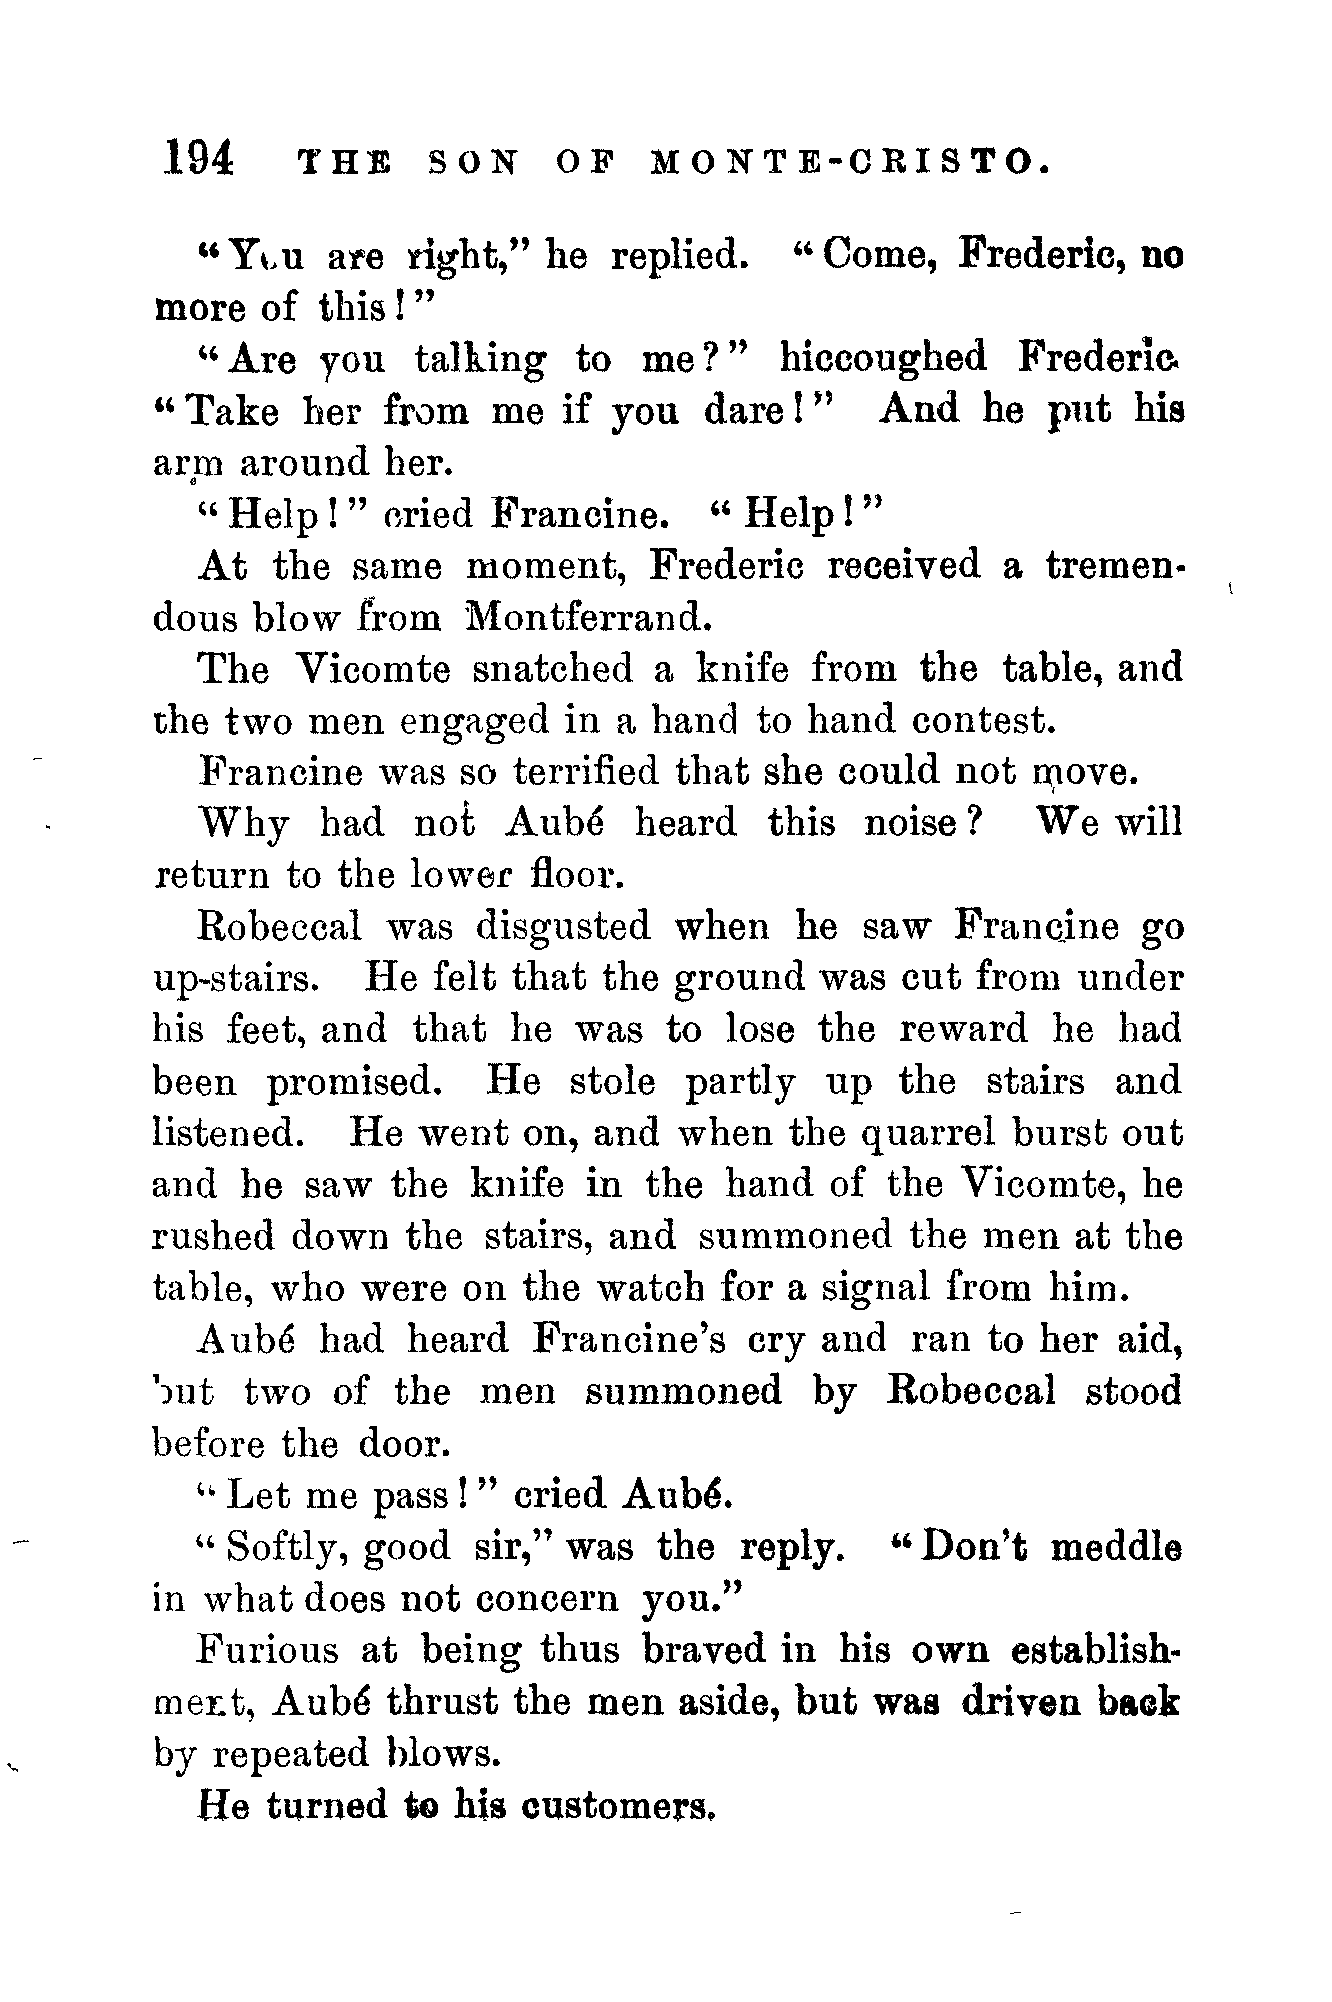 194 THE SON OF MONTE-CRISTO.
"You are right," he replied. "Come, Frederic, no
more of this!"
"Are you talking to me?" hiccoughed Frederic.
"Take her from me if you dare!" And he put his
arm around her.
"Help!" cried Francine. "Help!"
At the same moment, Frederic received a tremen-
dous blow from Montferrand.
The Vicomte snatched a knife from the table, and
the two men engaged in a hand to hand contest.
Francine was so terrified that she could not move.
Why had not Aubé heard this noise? We will
return to the lower floor.
Robeccal was disgusted when he saw Francine go
up-stairs. He felt that the ground was cut from under
his feet, and that he was to lose the reward he had
been promised. He stole partly up the stairs and
listened. He went on, and when the quarrel burst out
and he saw the knife in the hand of the Vicomte, he
rushed down the stairs, and summoned the men at the
table, who were on the watch for a signal from him.
Aubé had heard Francine's cry and ran to her aid,
but two of the men summoned by Robeccal stood
before the door.
"Let me pass!" cried Aubé.
"Softly, good sir," was the reply. "Don't meddle
in what does not concern you."
Furious at being thus braved in his own establish-
ment, Aubé thrust the men aside, but was driven back
by repeated blows.
He turned to his customers.